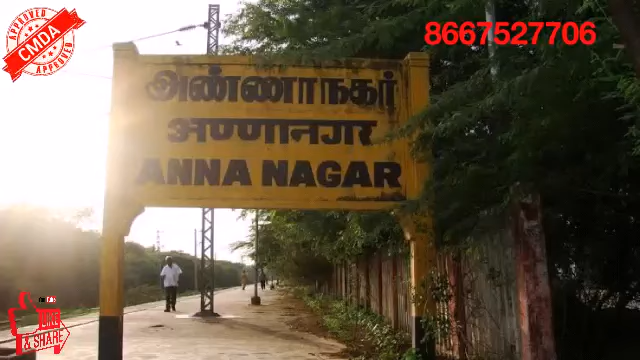 APPROVED
CMDA
APPROVED
8667527706
அண்ணாநகர்
अण्णानगर
ANNA NAGAR
LIKE
& SHARE